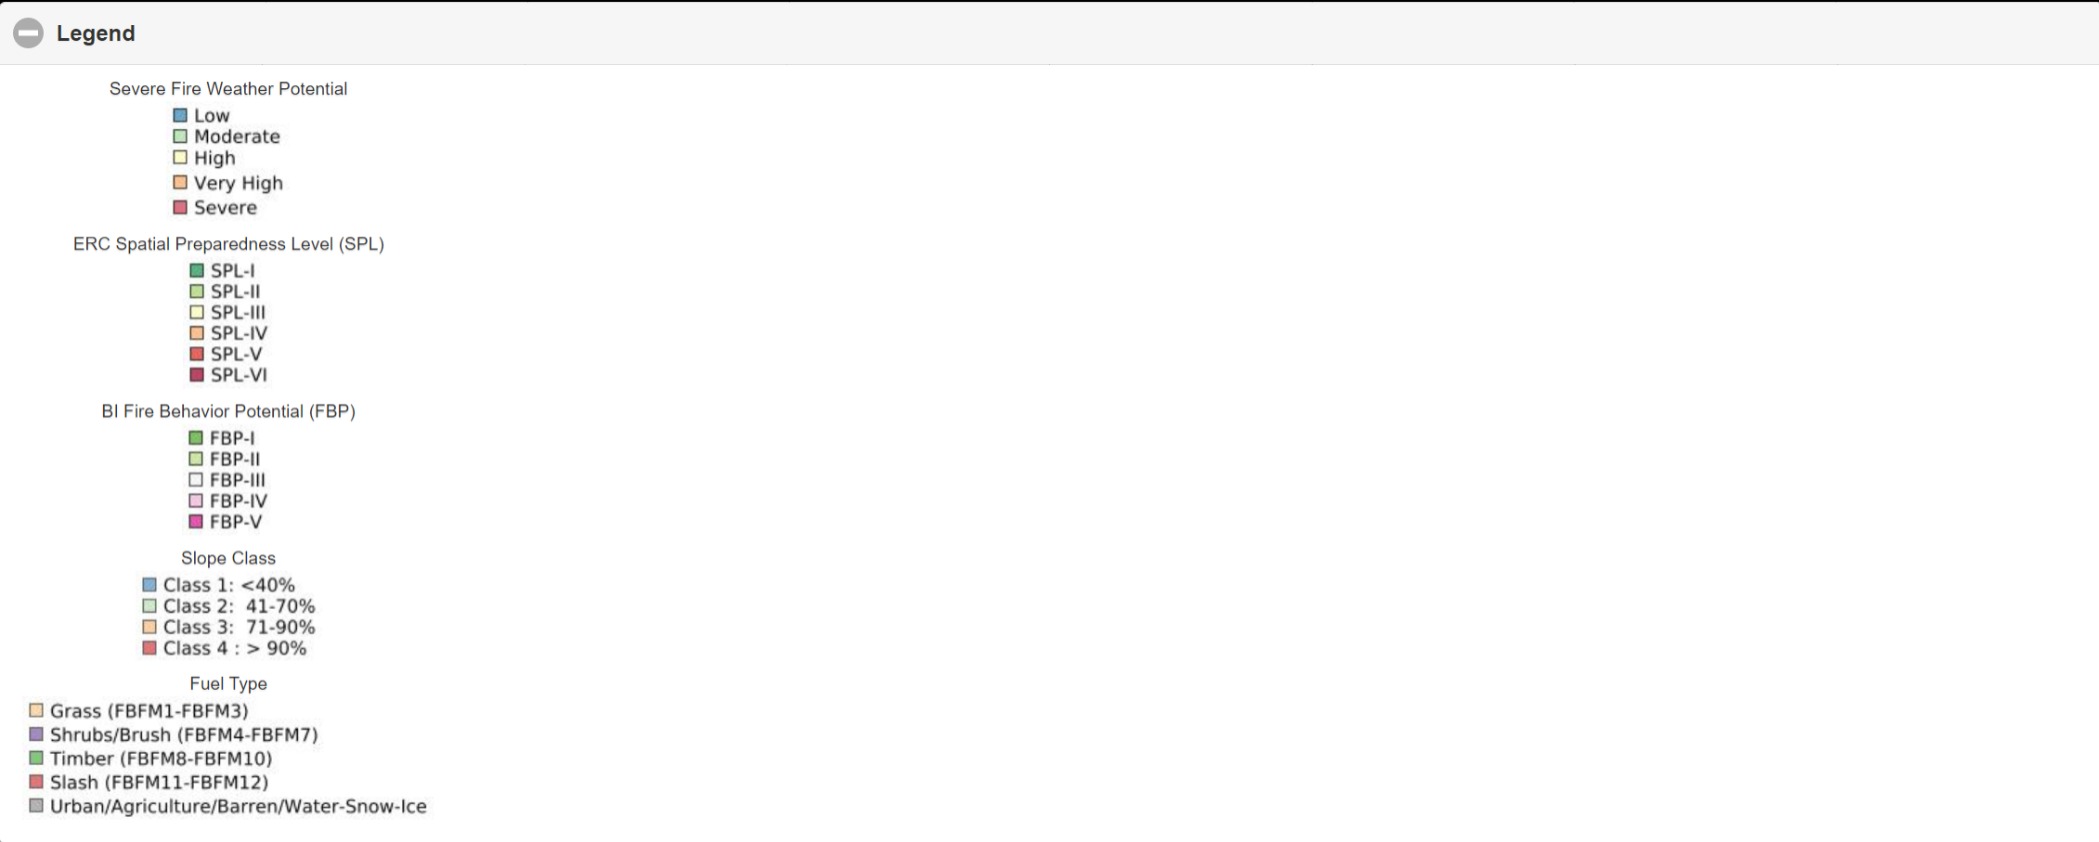 Legend
Severe Fire Weather Potential
Low
Moderate
High
Very High
Severe
ERC Spatial Preparedness Level (SPL)
SPL-I
SPL-II
SPL-III
SPL-IV
SPL-V
SPL-VI
BI Fire Behavior Potential (FBP)
FBP-I
FBP-II
FBP-III
FBP-IV
FBP-V
Slope Class
Class 1: <40%
Class 2:  41-70%
Class 3:  71-90%
Class 4 : > 90%
Fuel Type
Grass (FBFM1-FBFM3)
Shrubs/Brush (FBFM4-FBFM7)
Timber (FBFM8-FBFM10)
Slash (FBFM11-FBFM12)
Urban/Agriculture/Barren/Water-Snow-Ice